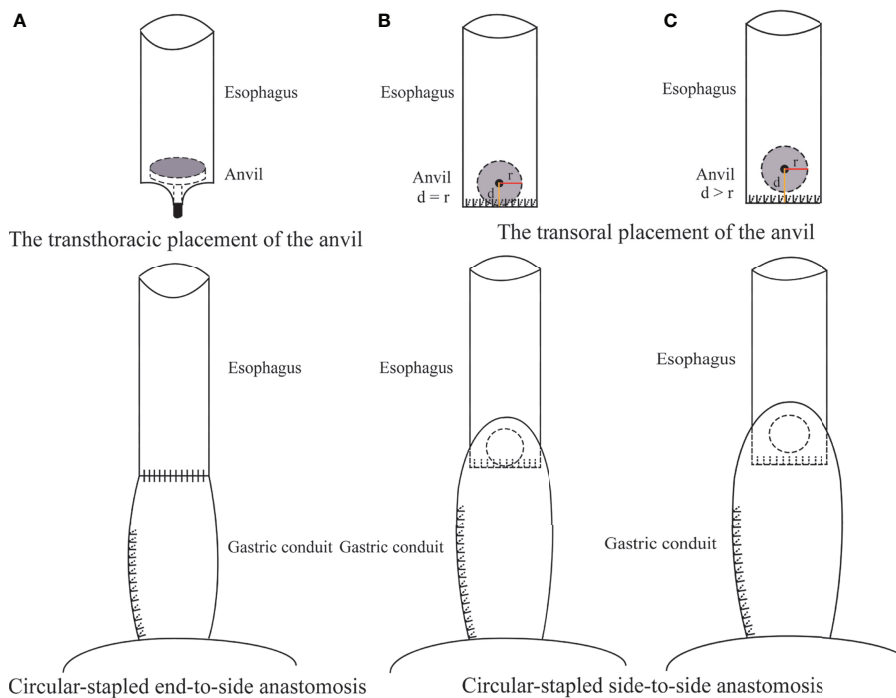 A
B
C
Esophagus
Esophagus
Esophagus
Anvil
Anvil
d = r
r
d
Anvil
d > r
r
d
The transthoracic placement of the anvil
The transoral placement of the anvil
Esophagus
Esophagus
Esophagus
Gastric conduit
Gastric conduit
Gastric conduit
Circular-stapled end-to-side anastomosis
Circular-stapled side-to-side anastomosis